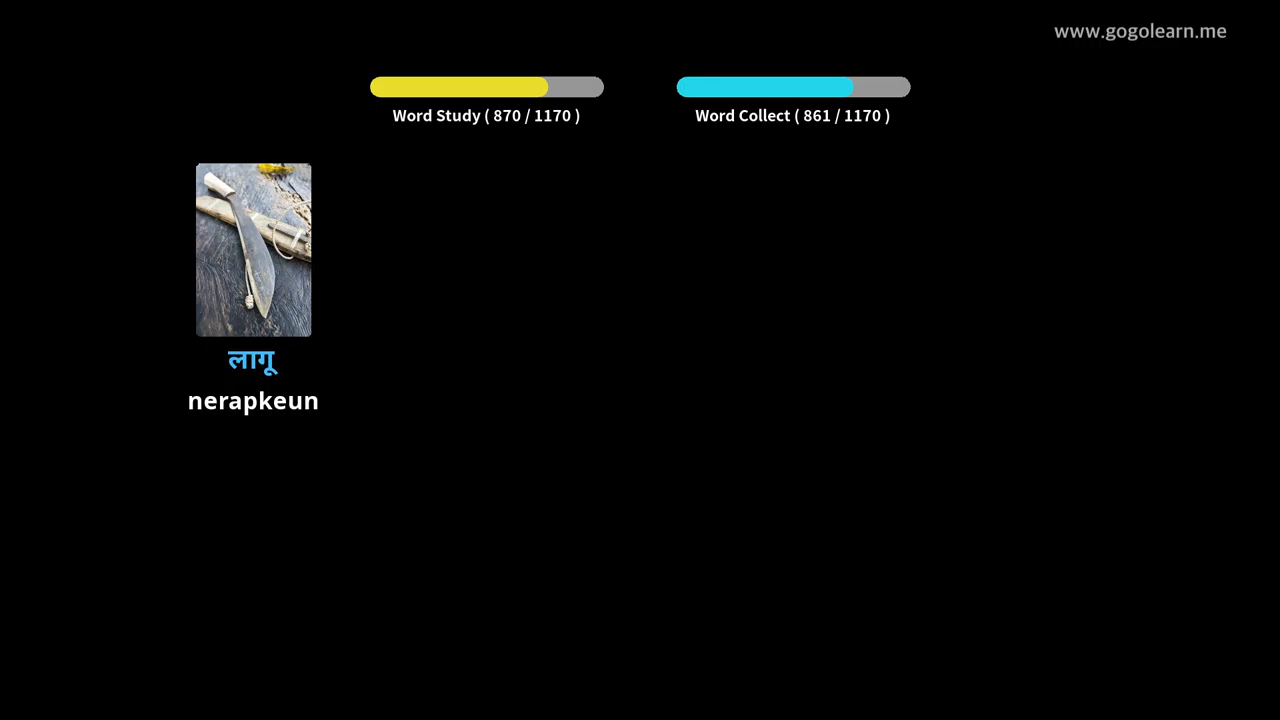 www.gogolearn.me
Word Study ( 870 / 1170 )
Word Collect ( 861 / 1170 )
लागू
nerapkeun